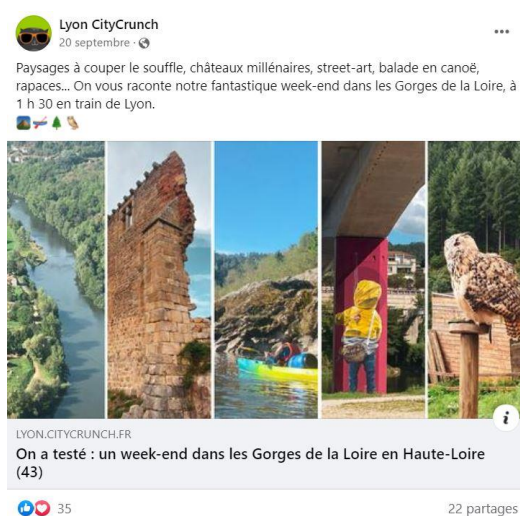 Lyon CityCrunch
20 septembre ·
Paysages à couper le souffle, châteaux millénaires, street-art, balade en canoë,
rapaces... On vous raconte notre fantastique week-end dans les Gorges de la Loire, à
1 h 30 en train de Lyon.
LYON.CITYCRUNCH.FR
On a testé : un week-end dans les Gorges de la Loire en Haute-Loire
(43)
35
22 partages